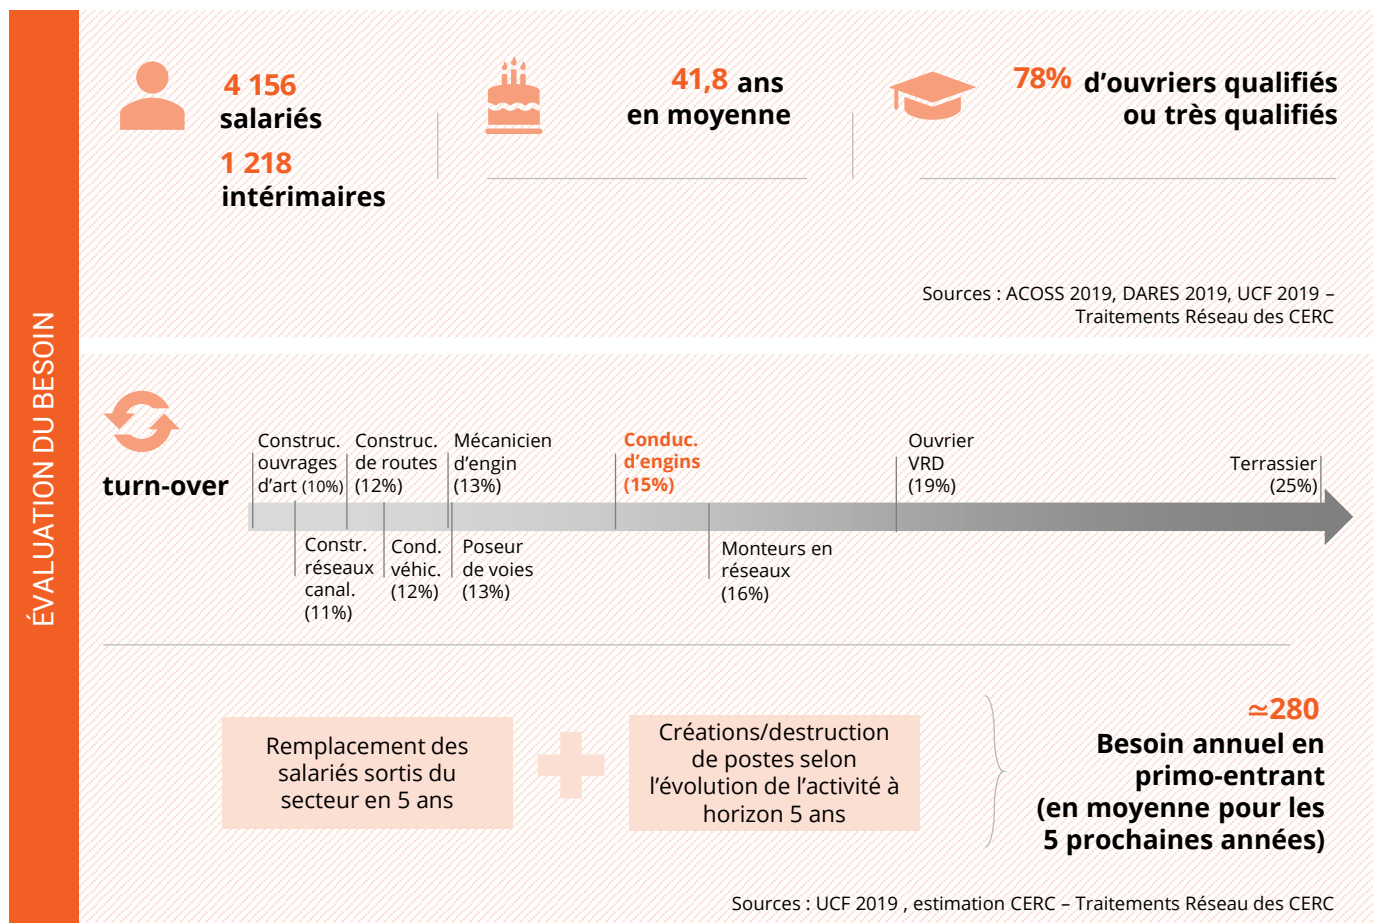 ÉVALUATION DU BESOIN
4 156
salariés
1 218
intérimaires
41,8 ans
en moyenne
78% d’ouvriers qualifiés
ou très qualifiés
Sources : ACOSS 2019, DARES 2019, UCF 2019 –
Traitements Réseau des CERC
turn-over
Construc.
ouvrages
d’art (10%)
Constr.
réseaux
canal.
(11%)
Construc.
de routes
(12%)
Cond.
véhic.
(12%)
Mécanicien
d’engin
(13%)
Poseur
de voies
(13%)
Conduc.
d’engins
(15%)
Monteurs en
réseaux
(16%)
Ouvrier
VRD
(19%)
Terrassier
(25%)
Remplacement des
salariés sortis du
secteur en 5 ans
Créations/destruction
de postes selon
l’évolution de l’activité à
horizon 5 ans
≃280
Besoin annuel en
primo-entrant
(en moyenne pour les
5 prochaines années)
Sources : UCF 2019 , estimation CERC – Traitements Réseau des CERC